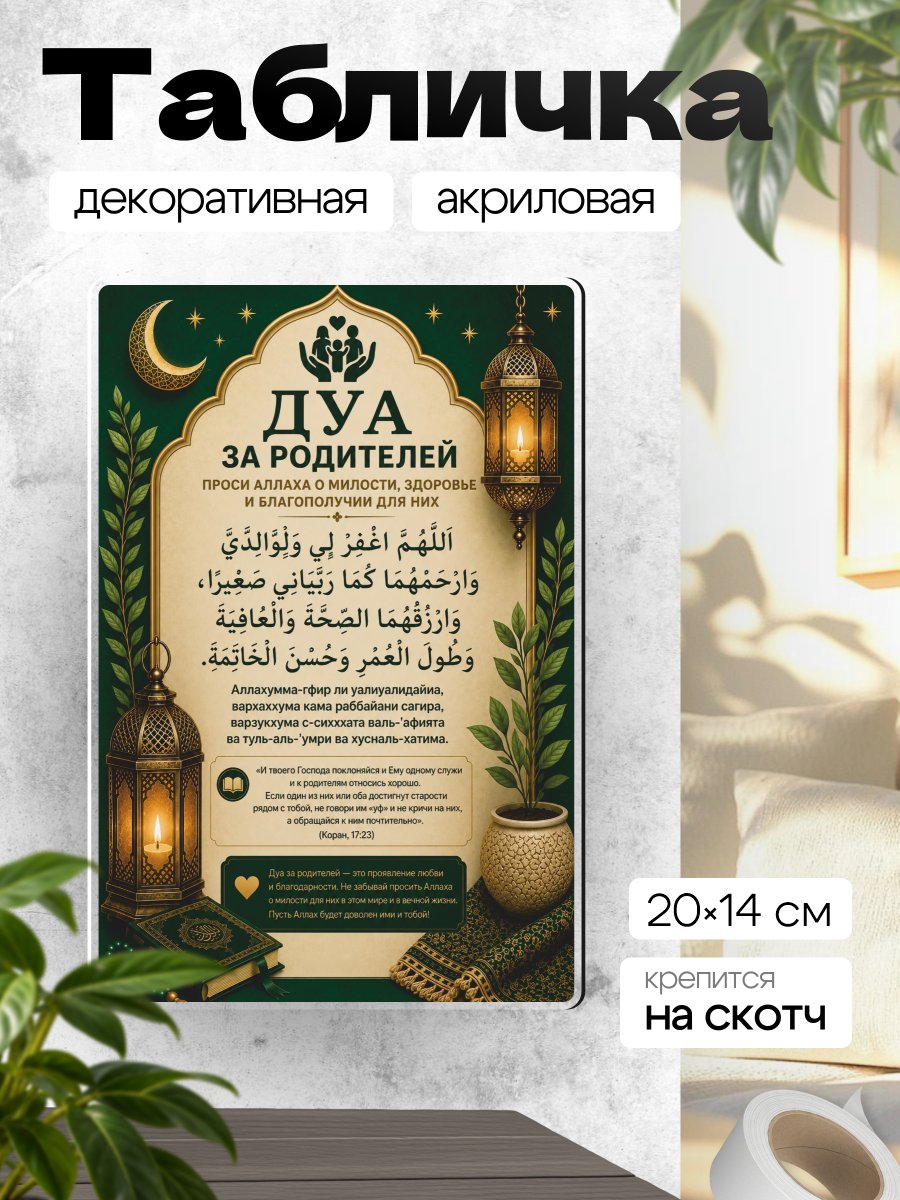 Табличка
декоративная акриловая
ДУА
ЗА РОДИТЕЛЕЙ
ПРОСИ АЛЛАХА О МИЛОСТИ, ЗДОРОВЬЕ
И БЛАГОПОЛУЧИИ ДЛЯ НИХ
اَللَّهُمَّ اغْفِرْ لِي وَلِوَالِدَيَّ
وَارْحَمْهُمَا كَمَا رَبَّيَانِي صَغِيرًا،
وَارْزُقْهُمَا الصِّحَّةَ وَالْعَافِيَةَ
وَطُولَ الْعُمْرِ وَحُسْنَ الْخَاتِمَةِ.
Аллахумма-гфир ли уалиуалидайиа,
вархаххума кама раббайани сагира,
варзукхума с-сихххата валь-'афията
ва туль-аль-'умри ва хусналь-хатима.
«И твоего Господа поклоняйся и Ему одному служи
и к родителям относись хорошо.
Если один из них или оба достигнут старости
рядом с тобой, не говори им «уф» и не кричи на них,
а обращайся к ним почтительно».
(Коран, 17:23)
Дуа за родителей — это проявление любви
и благодарности. Не забывай просить Аллаха
о милости для них в этом мире и в вечной жизни.
Пусть Аллах будет доволен ими и тобой!
20×14 см
крепится
на скотч